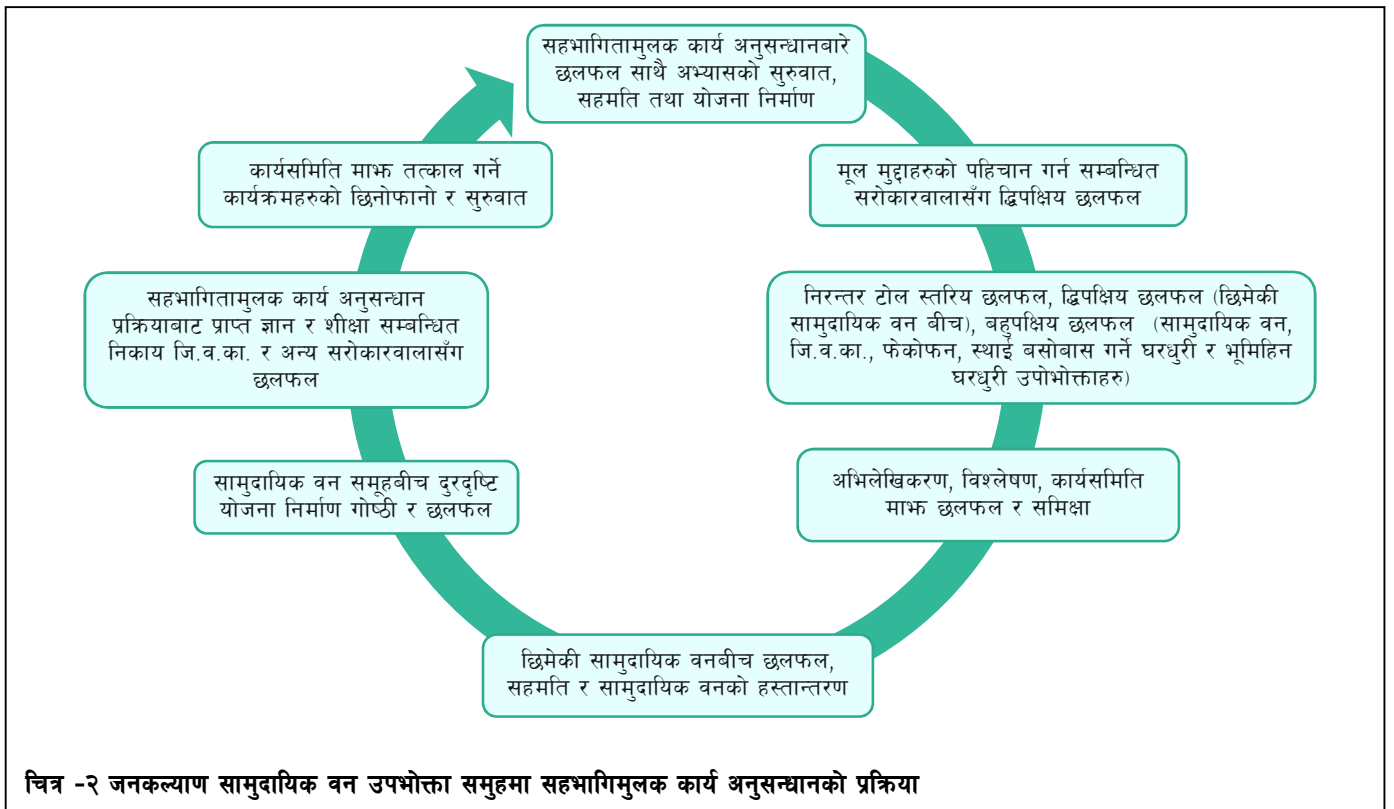 सहभागितामुलक कार्य अनुसन्धानबारे
छलफल साथै अभ्यासको सुरुवात,
सहमति तथा योजना निर्माण
मूल मुद्दाहरुको पहिचान गर्न सम्बन्धित
सरोकारवालासँग द्धिपक्षिय छलफल
निरन्तर टोल स्तरिय छलफल, द्धिपक्षिय छलफल (छिमेकी
सामुदायिक वन बीच), बहुपक्षिय छलफल (सामुदायिक वन,
जि.व.का., फेकोफन, स्थाई बसोबास गर्ने घरधुरी र भूमिहिन
घरधुरी उपोभोक्ताहरु)
अभिलेखिकरण, विश्लेषण, कार्यसमिति
माझ छलफल र समिक्षा
छिमेकी सामुदायिक वनबीच छलफल,
सहमति र सामुदायिक वनको हस्तान्तरण
सामुदायिक वन समूहबीच दुरदृष्टि
योजना निर्माण गोष्ठी र छलफल
सहभागितामुलक कार्य अनुसन्धान
प्रक्रियाबाट प्राप्त ज्ञान र शीक्षा सम्बन्धित
निकाय जि.व.का. र अन्य सरोकारवालासँग
छलफल
कार्यसमिति माझ तत्काल गर्ने
कार्यक्रमहरुको छिनोफानो र सुरुवात
चित्र -२ जनकल्याण सामुदायिक वन उपभोक्ता समुहमा सहभागिमुलक कार्य अनुसन्धानको प्रक्रिया